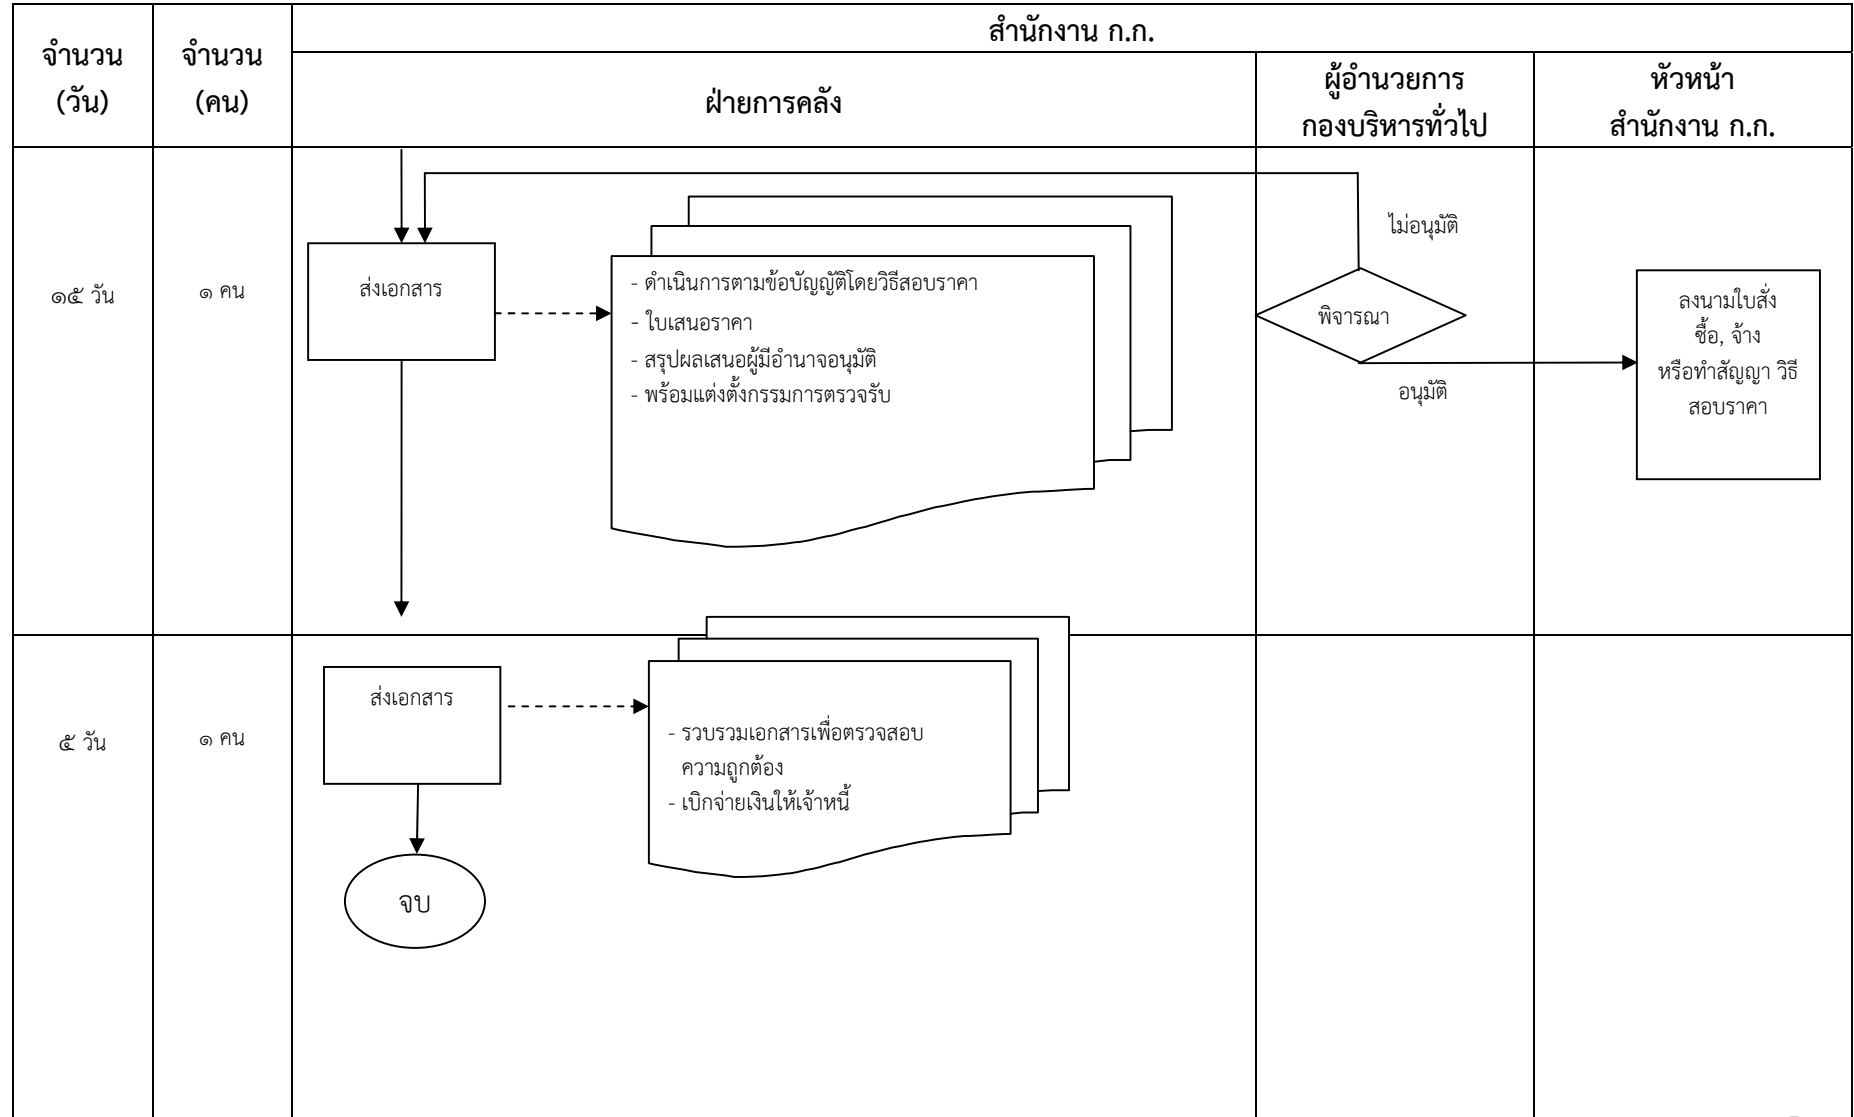 จำนวน
(วัน)
จำนวน
(คน)
สำนักงาน ก.ก.
ฝ่ายการคลัง
ผู้อำนวยการ
กองบริหารทั่วไป
หัวหน้า
สำนักงาน ก.ก.
๑๕ วัน
๑ คน
ส่งเอกสาร
- ดำเนินการตามข้อบัญญัติโดยวิธีสอบราคา
- ใบเสนอราคา
- สรุปผลเสนอผู้มีอำนาจอนุมัติ
- พร้อมแต่งตั้งกรรมการตรวจรับ
ไม่อนุมัติ
พิจารณา
อนุมัติ
ลงนามใบสั่ง
ซื้อ, จ้าง
หรือทำสัญญา วิธี
สอบราคา
๕ วัน
๑ คน
ส่งเอกสาร
- รวบรวมเอกสารเพื่อตรวจสอบ
ความถูกต้อง
- เบิกจ่ายเงินให้เจ้าหนี้
จบ